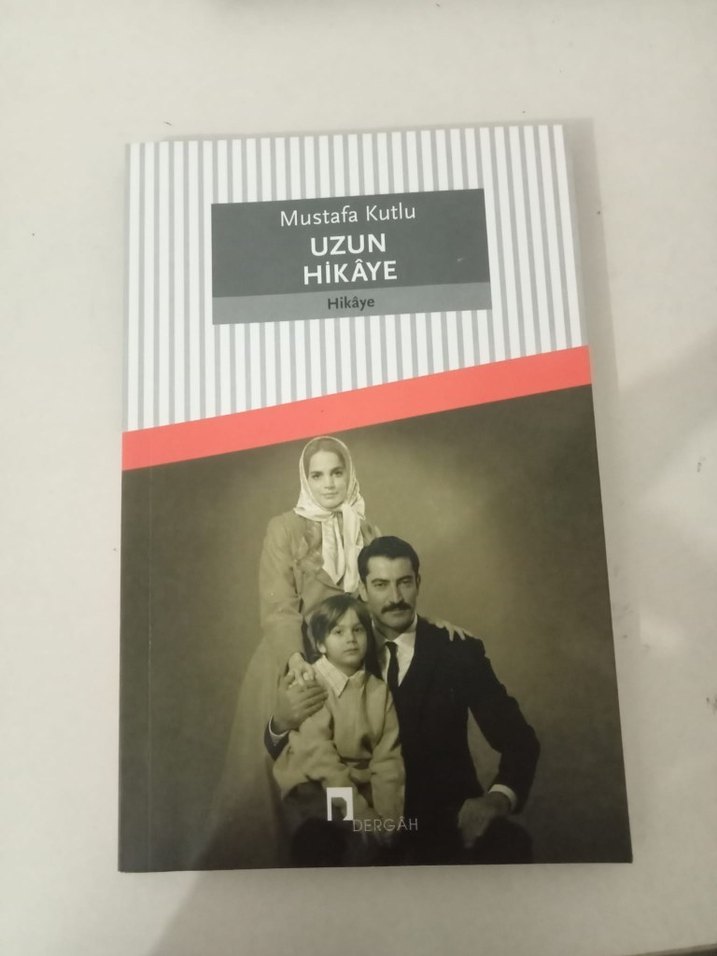 Mustafa Kutlu
UZUN
HİKÂYE
Hikâye
DERGÂH